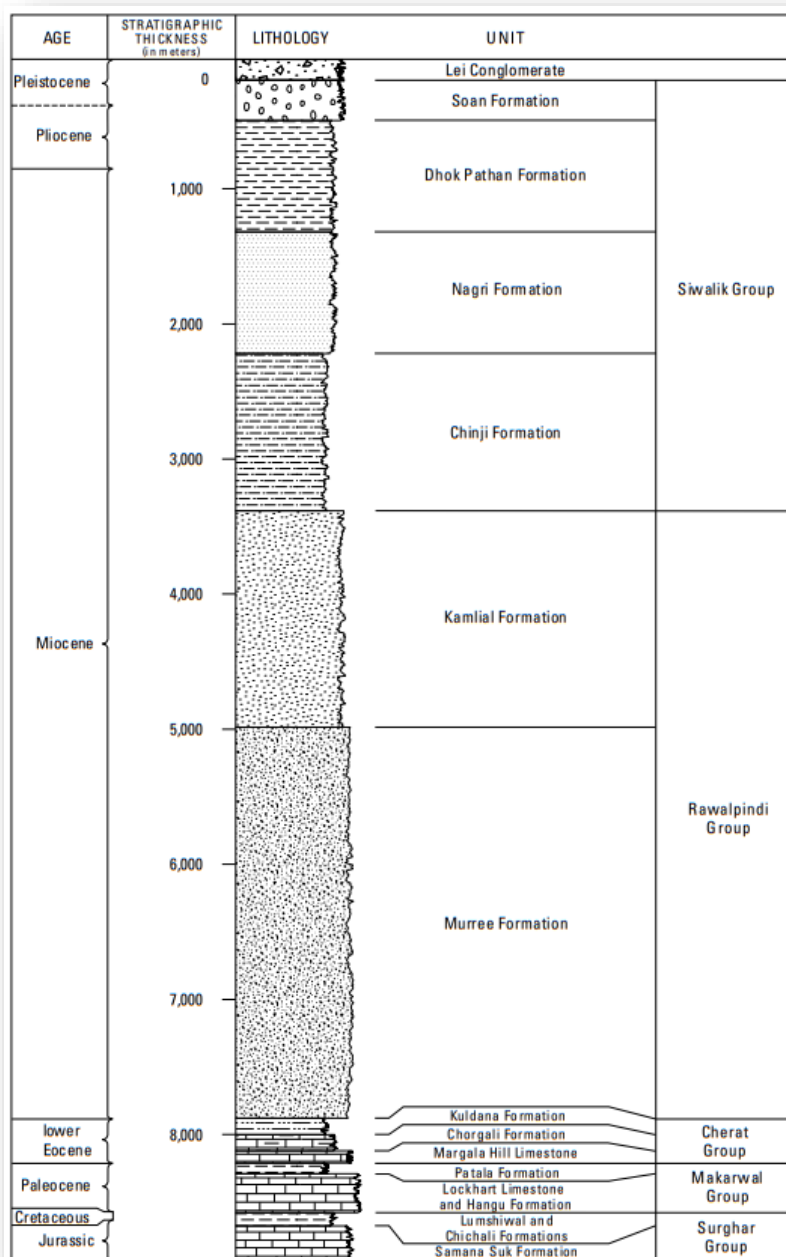 AGE
STRATIGRAPHIC
THICKNESS
(in meters)
LITHOLOGY
UNIT
Pleistocene
0
Lei Conglomerate
Soan Formation
Pliocene
Dhok Pathan Formation
1,000
Nagri Formation
Siwalik Group
2,000
Chinji Formation
3,000
4,000
Kamlial Formation
Miocene
5,000
Rawalpindi
Group
6,000
Murree Formation
7,000
Kuldana Formation
lower
Eocene
8,000
Chorgali Formation
Margala Hill Limestone
Cherat
Group
Paleocene
Patala Formation
Lockhart Limestone
and Hangu Formation
Makarwal
Group
Cretaceous
Lumshiwal and
Chichali Formations
Jurassic
Samana Suk Formation
Surghar
Group